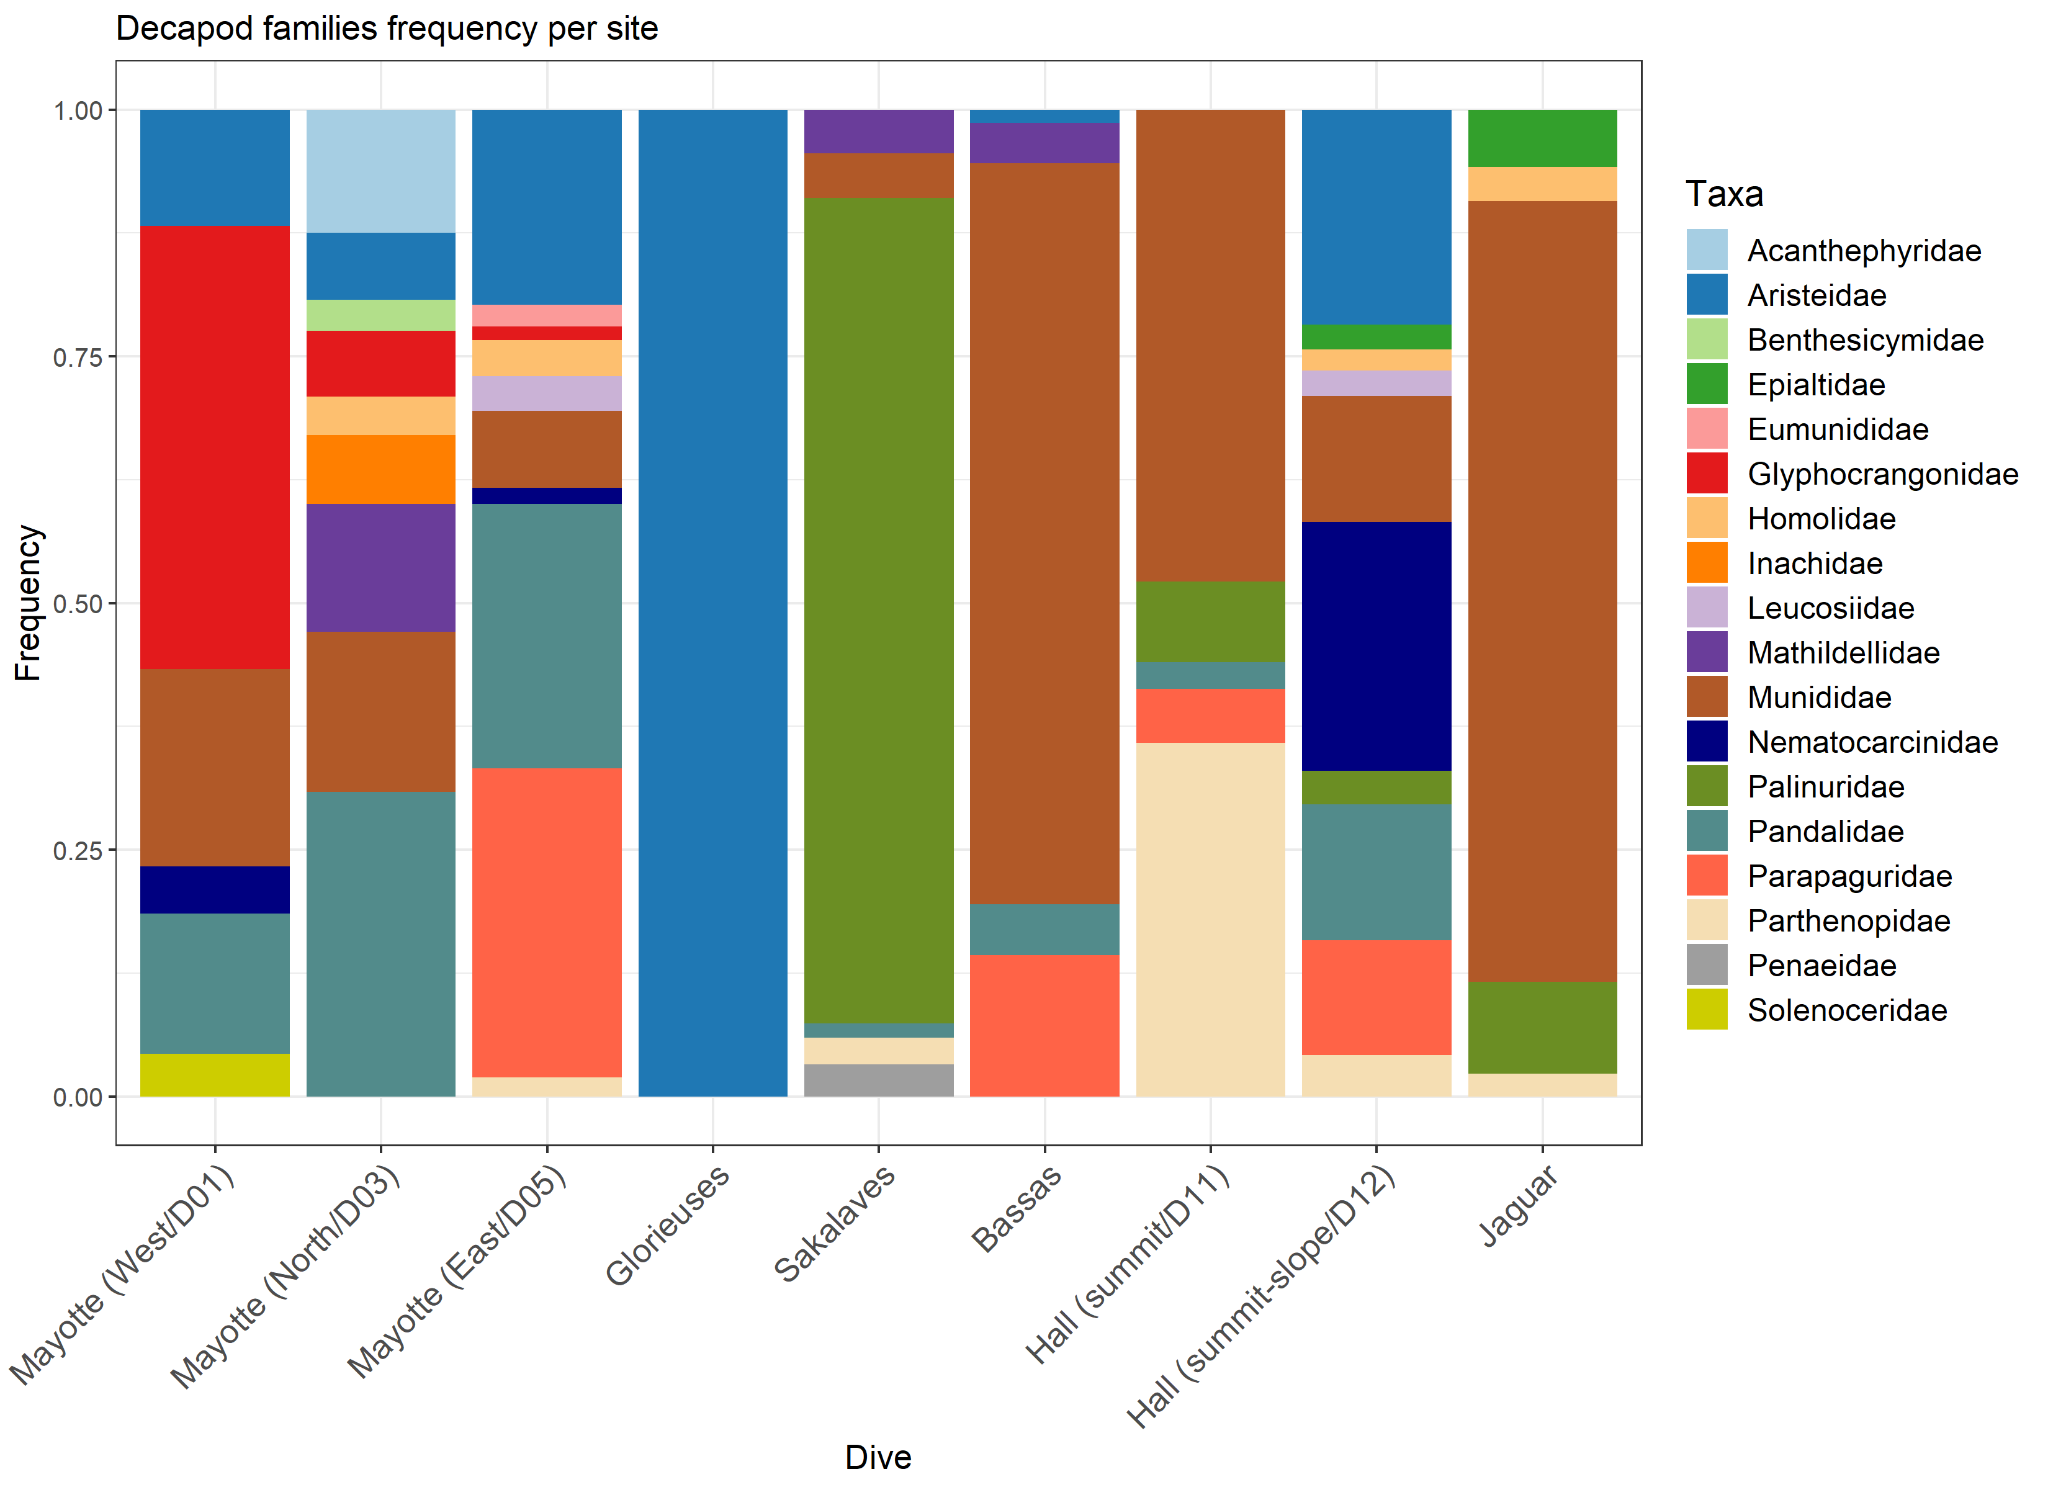 Decapod families frequency per site
1.00
0.75
0.50
0.25
0.00
Frequency
Mayotte (West/D01)
Mayotte (North/D03)
Mayotte (East/D05)
Glorieuses
Sakalaves
Bassas
Hall (summit/D11)
Hall (summit-slope/D12)
Jaguar
Dive
Taxa
Acanthephyridae
Aristeidae
Benthesicymidae
Epialtidae
Eumunididae
Glyphocrangonidae
Homolidae
Inachidae
Leucosiidae
Mathildellidae
Munididae
Nematocarcinidae
Palinuridae
Pandalidae
Parapaguridae
Parthenopidae
Penaeidae
Solenoceridae